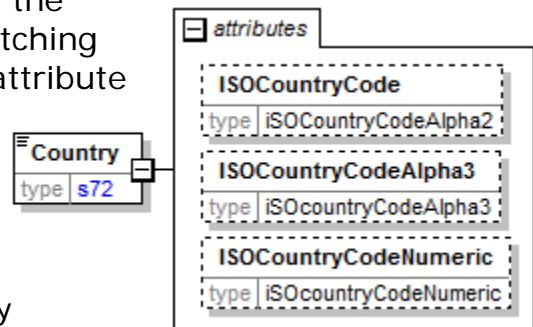 the
tching
attribute
attributes
ISOCountryCode
type iSOCountryCodeAlpha2
Country
type s72
ISOCountryCodeAlpha3
type iSOcountryCodeAlpha3
ISOCountryCodeNumeric
type iSOcountryCodeNumeric
y